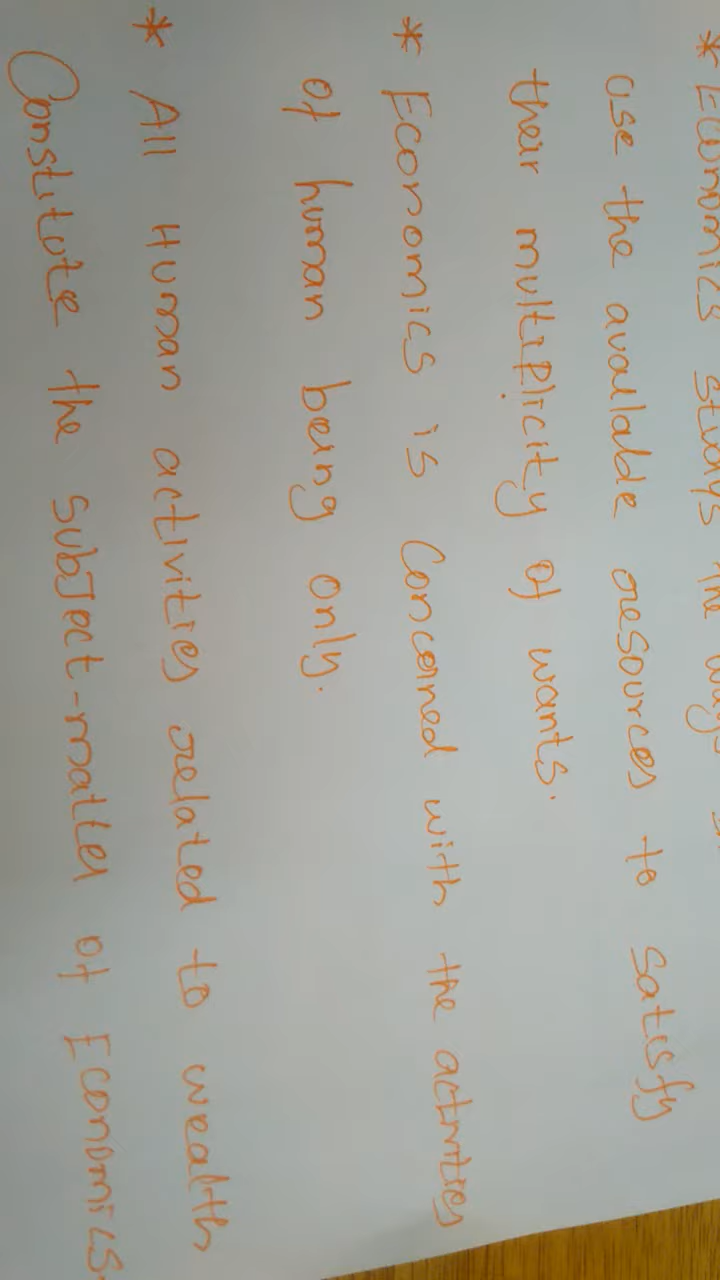 * Economics studys the ways
use the available resources to satisfy
their multiplicity of wants.
* Economics is Concerned with the activities
of human being only.
* All Human activities related to wealth
Constitute the subJect-matter of Economics.